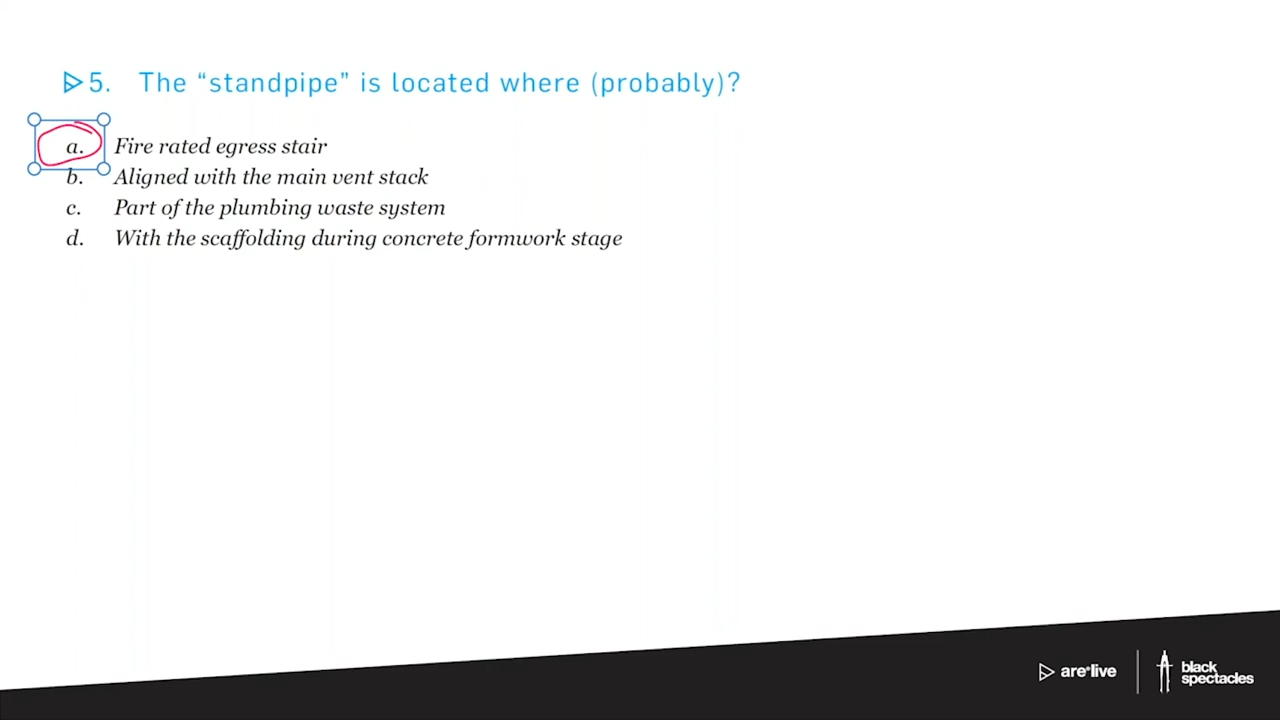 5. The “standpipe” is located where (probably)?
a. Fire rated egress stair
b. Aligned with the main vent stack
c. Part of the plumbing waste system
d. With the scaffolding during concrete formwork stage
are•live
black
spectacles